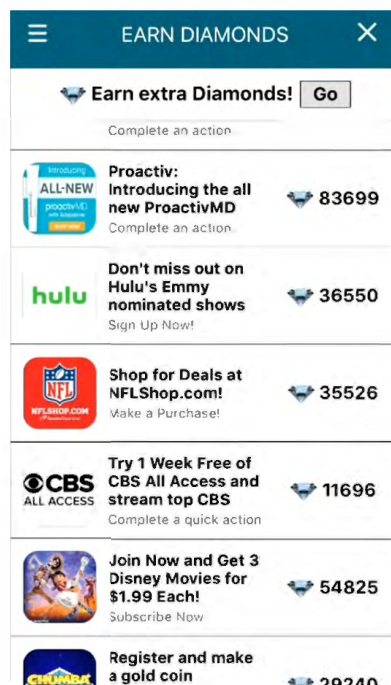 EARN DIAMONDS
Earn extra Diamonds! Go
Complete an action
Introducing
ALL-NEW
proactivMD
Proactiv:
Introducing the all
new ProactivMD
Complete an action
83699
hulu
Don't miss out on
Hulu's Emmy
nominated shows
Sign Up Now!
36550
NFL
NFLSHOP.COM
Shop for Deals at
NFLShop.com!
Make a Purchase!
35526
CBS
ALL ACCESS
Try 1 Week Free of
CBS All Access and
stream top CBS
Complete a quick action
11696
Join Now and Get 3
Disney Movies for
$1.99 Each!
Subscribe Now
54825
CHUMBA
Register and make
a gold coin
29240